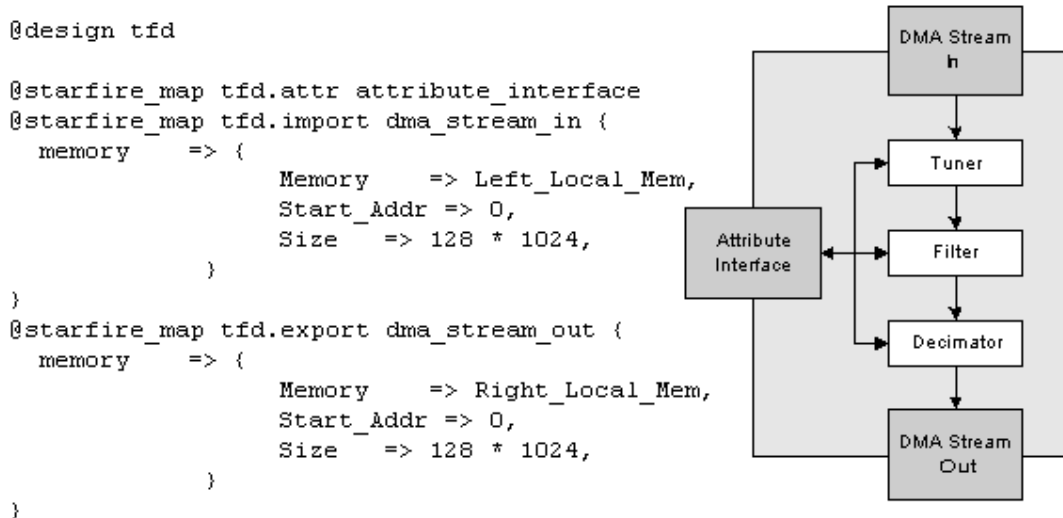 @design tfd
@starfire_map tfd.attr attribute_interface
@starfire_map tfd.import dma_stream_in {
memory => {
Memory => Left_Local_Mem,
Start_Addr => 0,
Size => 128 * 1024,
}
}
@starfire_map tfd.export dma_stream_out {
memory => {
Memory => Right_Local_Mem,
Start_Addr => 0,
Size => 128 * 1024,
}
}
DMA Stream
In
Tuner
Attribute
Interface
Filter
Decimator
DMA Stream
Out